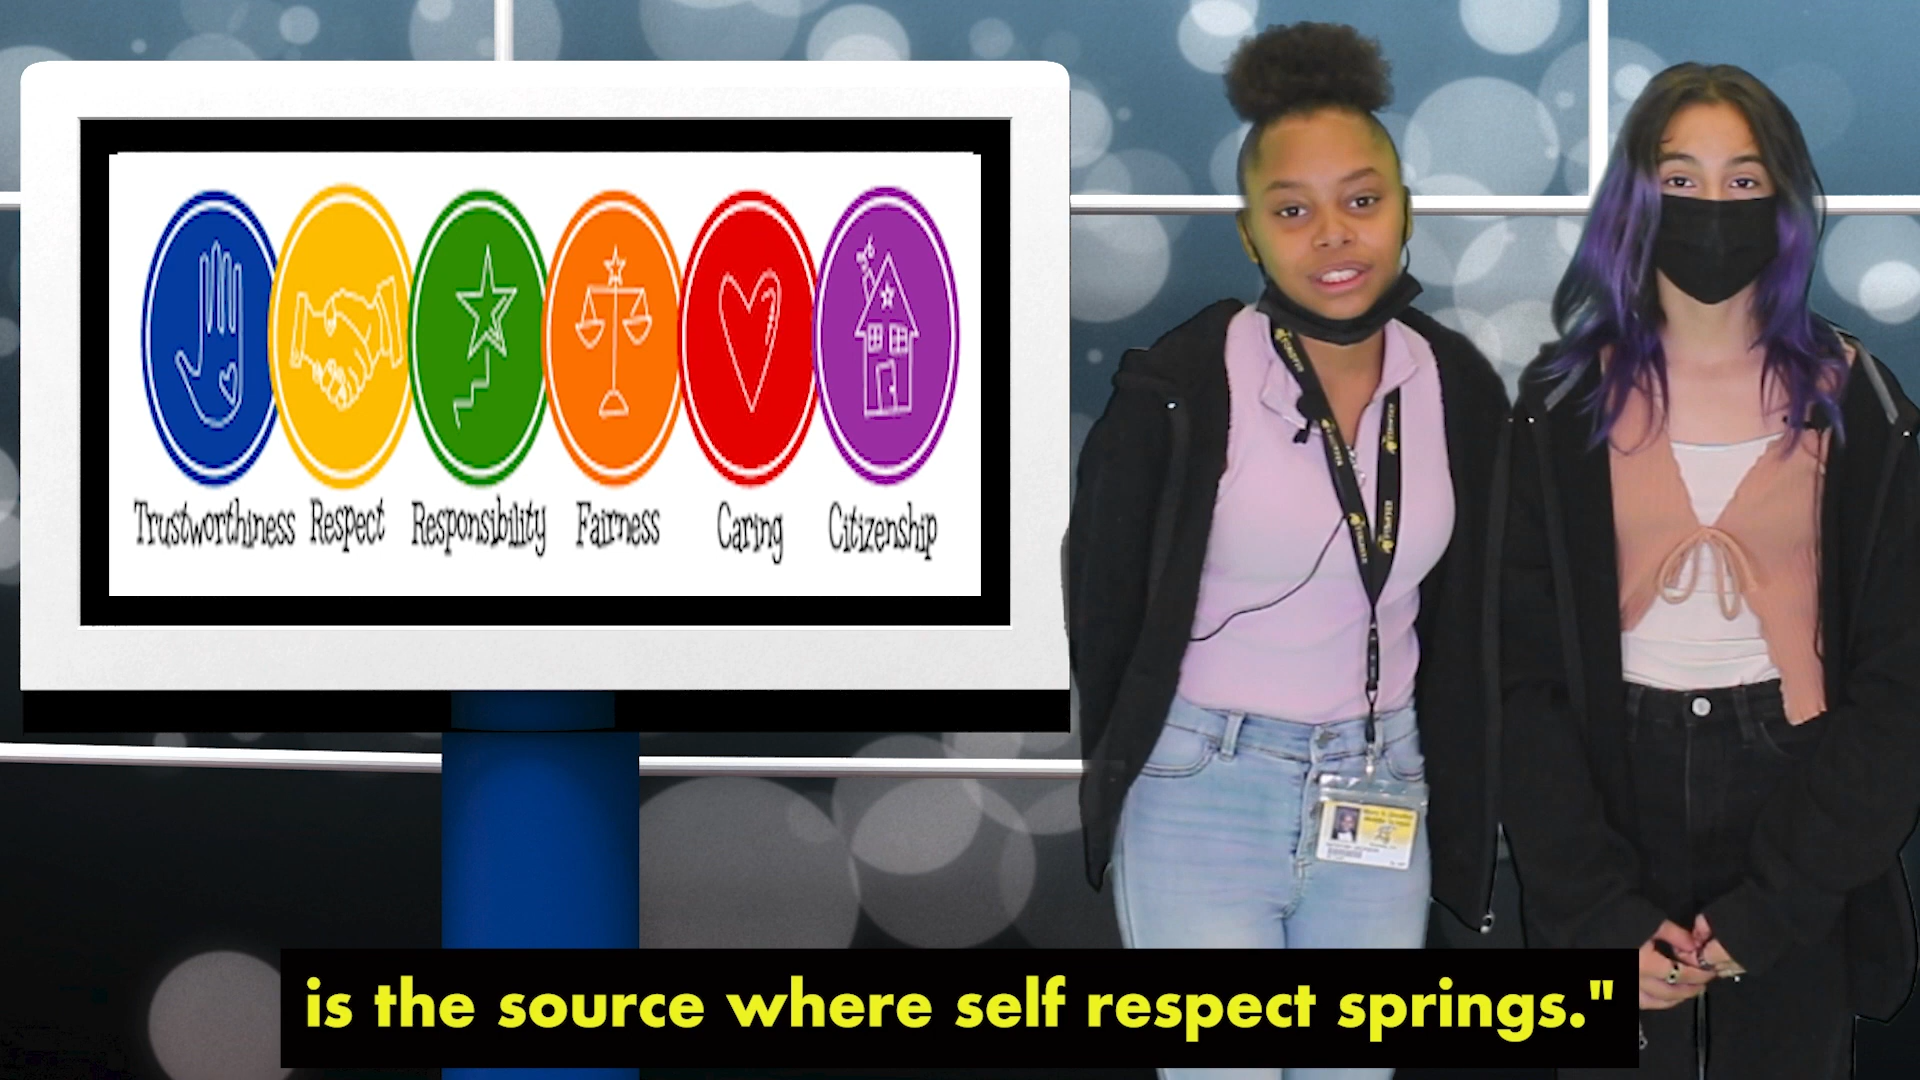 Trustworthiness Respect Responsibility Fairness Caring Citizenship
is the source where self respect springs."